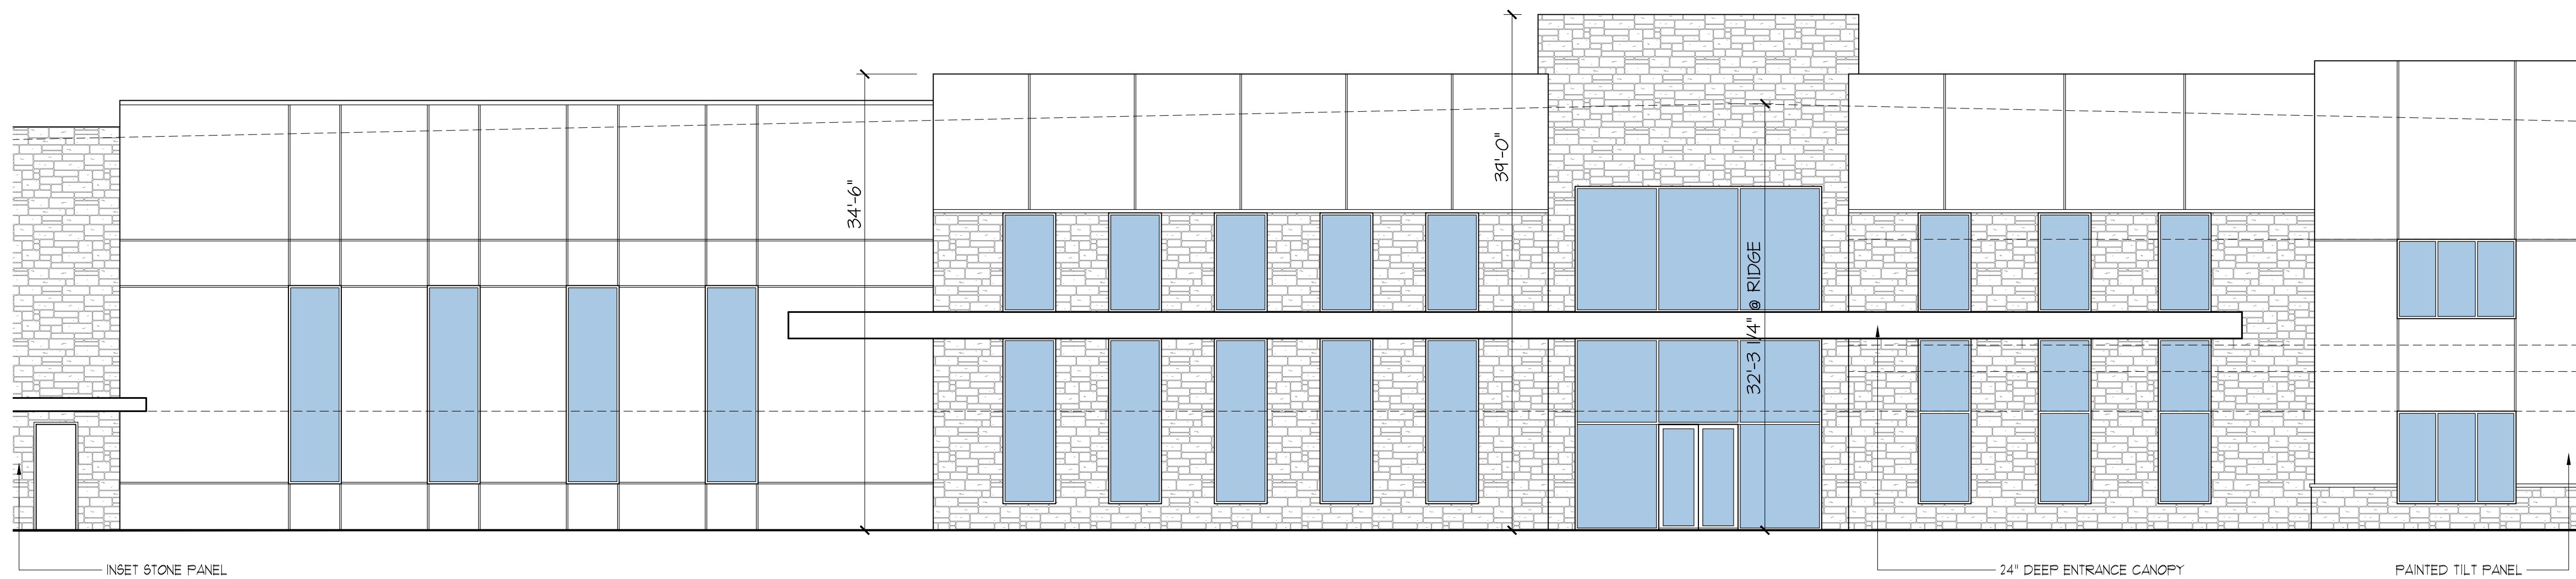 34'-6"
39'-0"
32'-3 1/4" @ RIDGE
INSET STONE PANEL
24" DEEP ENTRANCE CANOPY
PAINTED TILT PANEL